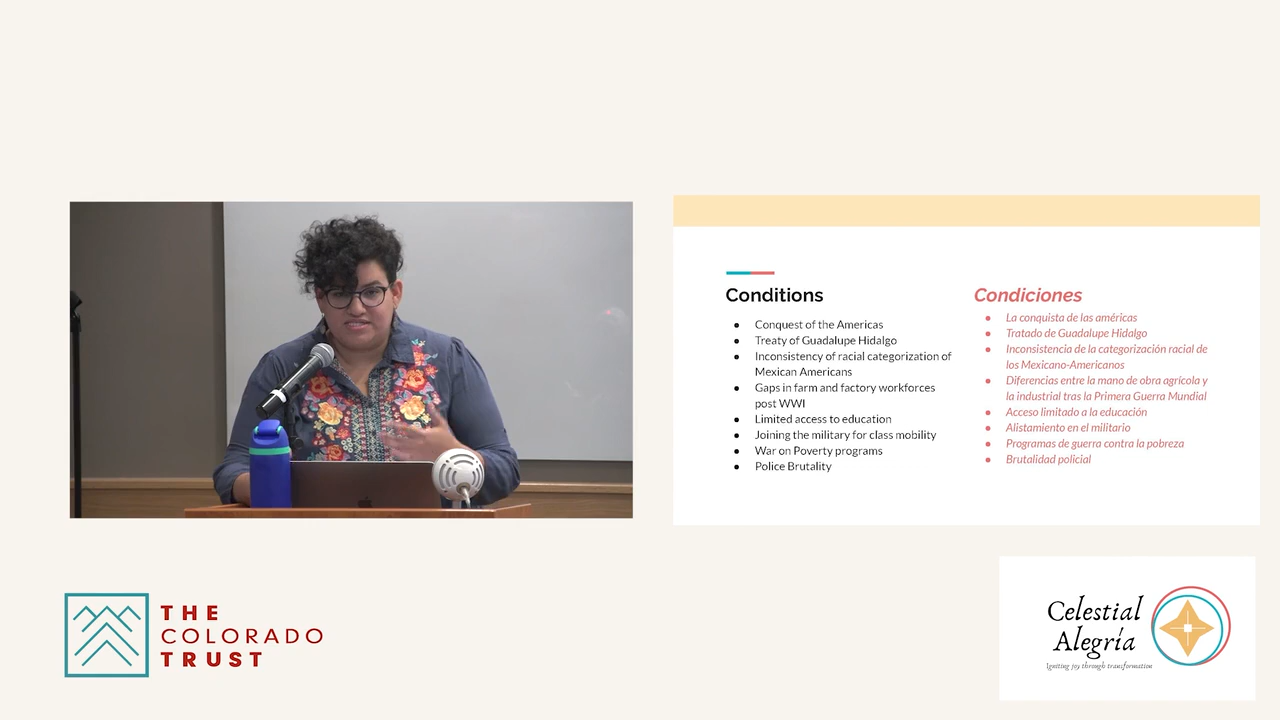 Conditions
Conquest of the Americas
Treaty of Guadalupe Hidalgo
Inconsistency of racial categorization of
Mexican Americans
Gaps in farm and factory workforces
post WWI
Limited access to education
Joining the military for class mobility
War on Poverty programs
Police Brutality
Condiciones
La conquista de las américas
Tratado de Guadalupe Hidalgo
Inconsistencia de la categorización racial de
los Mexicano-Americanos
Diferencias entre la mano de obra agrícola y
la industrial tras la Primera Guerra Mundial
Acceso limitado a la educación
Alistamiento en el militario
Programas de guerra contra la pobreza
Brutalidad policial
THE
COLORADO
TRUST
Celestial
Alegría
Igniting joy through transformation